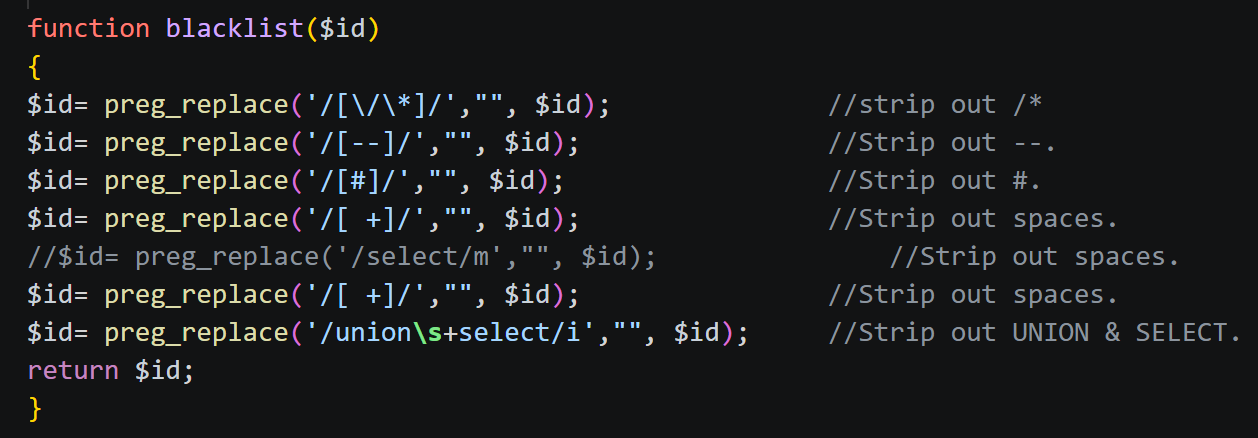 function blacklist($id)
{
$id= preg_replace('/[\/\*]/',"", $id);				//strip out /*
$id= preg_replace('/[--]/',"", $id);				//Strip out --.
$id= preg_replace('/[#]/',"", $id);				//Strip out #.
$id= preg_replace('/[ +]/',"", $id);				//Strip out spaces.
//$id= preg_replace('/select/m',"", $id);				//Strip out spaces.
$id= preg_replace('/[ +]/',"", $id);				//Strip out spaces.
$id= preg_replace('/union\s+select/i',"", $id);		//Strip out UNION & SELECT.
return $id;
}